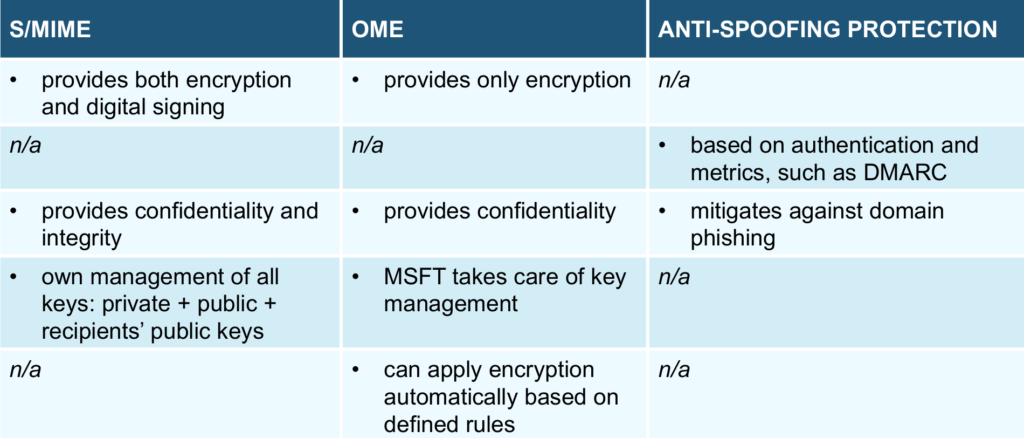 S/MIME
OME
ANTI-SPOOFING PROTECTION
• provides both encryption
and digital signing
• provides only encryption
n/a
n/a
n/a
• based on authentication and
metrics, such as DMARC
• provides confidentiality and
integrity
• provides confidentiality
• mitigates against domain
phishing
• own management of all
keys: private + public +
recipients’ public keys
• MSFT takes care of key
management
n/a
n/a
• can apply encryption
automatically based on
defined rules
n/a